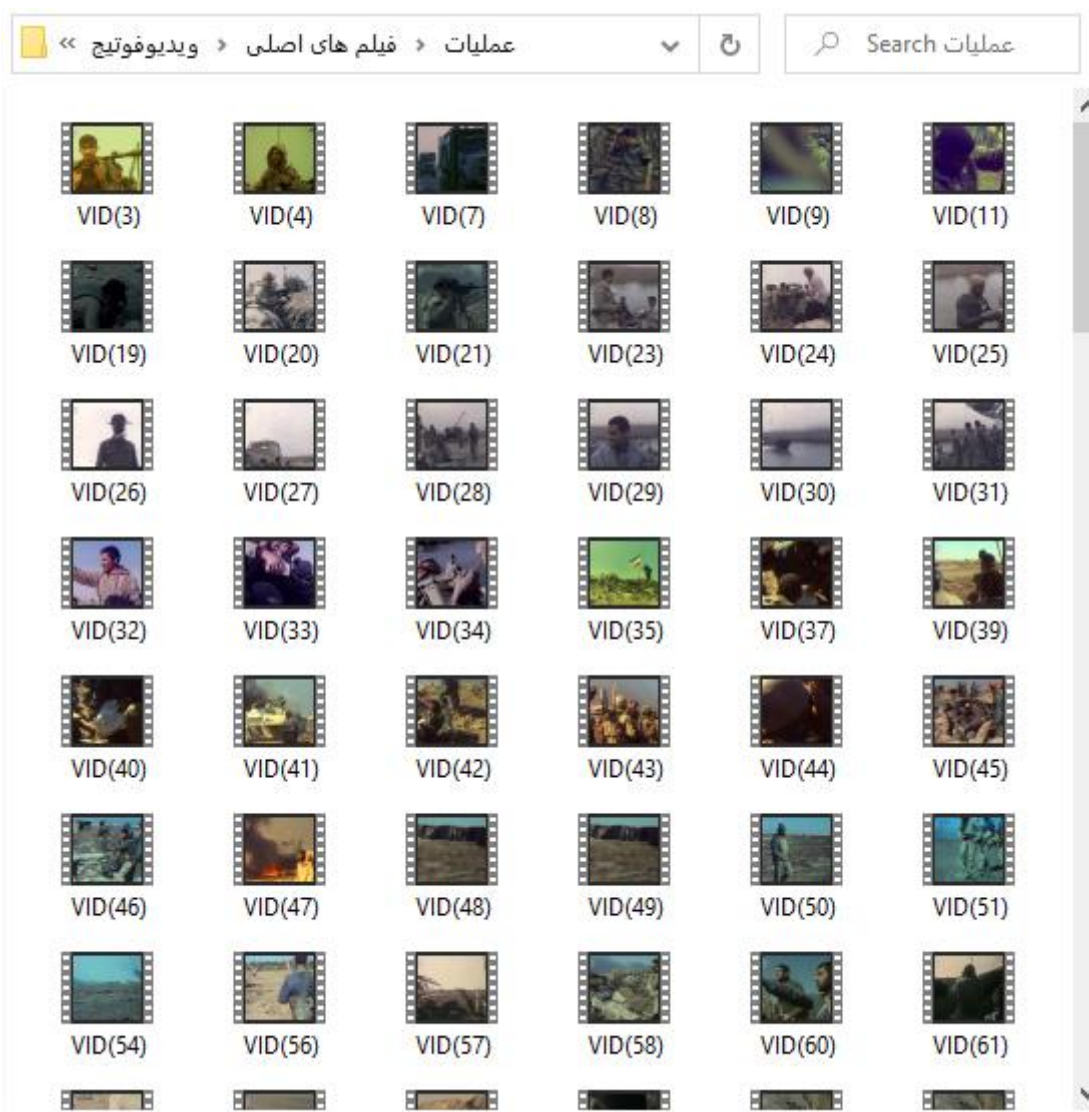 « ویدیوفوتیج › فیلم های اصلی › عملیات
Search عملیات
VID(3) VID(4) VID(7) VID(8) VID(9) VID(11)
VID(19) VID(20) VID(21) VID(23) VID(24) VID(25)
VID(26) VID(27) VID(28) VID(29) VID(30) VID(31)
VID(32) VID(33) VID(34) VID(35) VID(37) VID(39)
VID(40) VID(41) VID(42) VID(43) VID(44) VID(45)
VID(46) VID(47) VID(48) VID(49) VID(50) VID(51)
VID(54) VID(56) VID(57) VID(58) VID(60) VID(61)